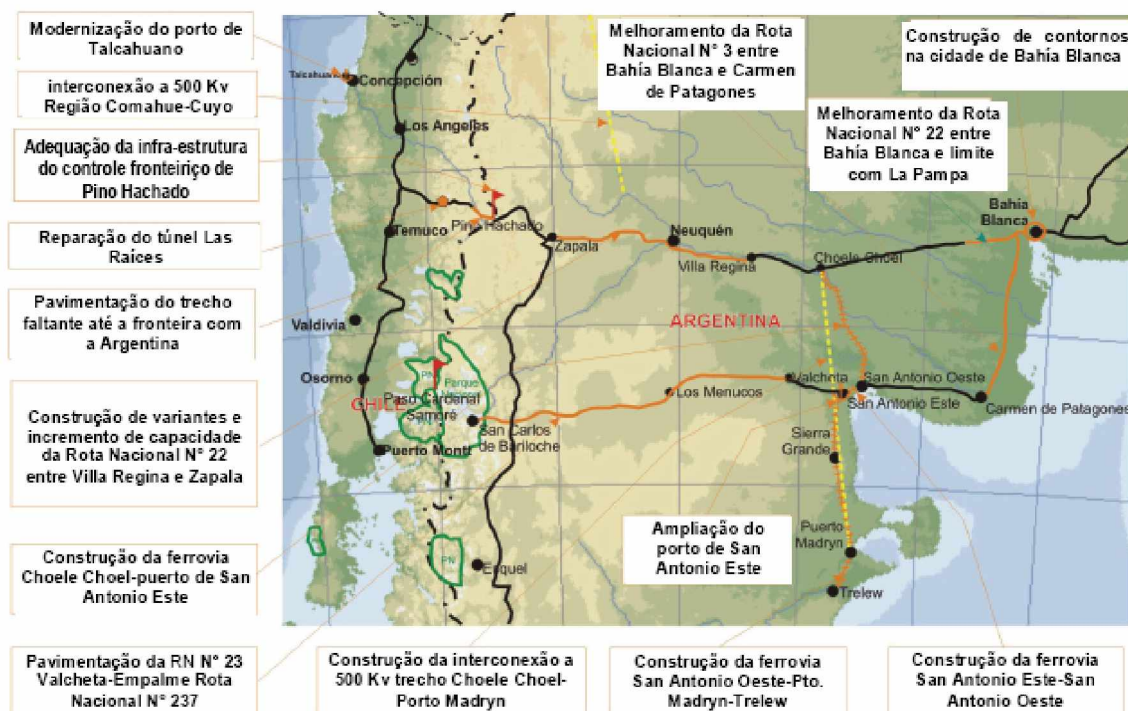 Modernização do porto de
Talcahuano
interconexão a 500 Kv
Região Comahue-Cuyo
Adequação da infra-estrutura
do controle fronteiriço de
Pino Hachado
Reparação do túnel Las
Raíces
Pavimentação do trecho
faltante até a fronteira com
a Argentina
Construção de variantes e
incremento de capacidade
da Rota Nacional N° 22
entre Villa Regina e Zapala
Construção da ferrovia
Choele Choel-puerto de San
Antonio Este
Pavimentação da RN N° 23
Valcheta-Empalme Rota
Nacional N° 237
Construção da interconexão a
500 Kv trecho Choele Choel-
Porto Madryn
Construção da ferrovia
San Antonio Oeste-Pto.
Madryn-Trelew
Construção da ferrovia
San Antonio Este-San
Antonio Oeste
Melhoramento da Rota
Nacional N° 3 entre
Bahía Blanca e Carmen
de Patagones
Construção de contornos
na cidade de Bahía Blanca
Melhoramento da Rota
Nacional N° 22 entre
Bahía Blanca e limite
com La Pampa
Ampliação do
porto de San
Antonio Este
Talcahuano
Concepción
Los Angeles
Temuco
Pino Hachado
Zapala
Neuquén
Villa Regina
Choele Choel
Bahía
Blanca
Valdivia
ARGENTINA
Osorno
PN
Parque
CHILE
Paso Cardenal
Samoré
PN
Puerto Montt
San Carlos
de Bariloche
Los Menucos
Valcheta
San Antonio Oeste
San Antonio Este
Carmen de Patagones
Sierra
Grande
Puerto
Madryn
Trelew
PN
Esquel